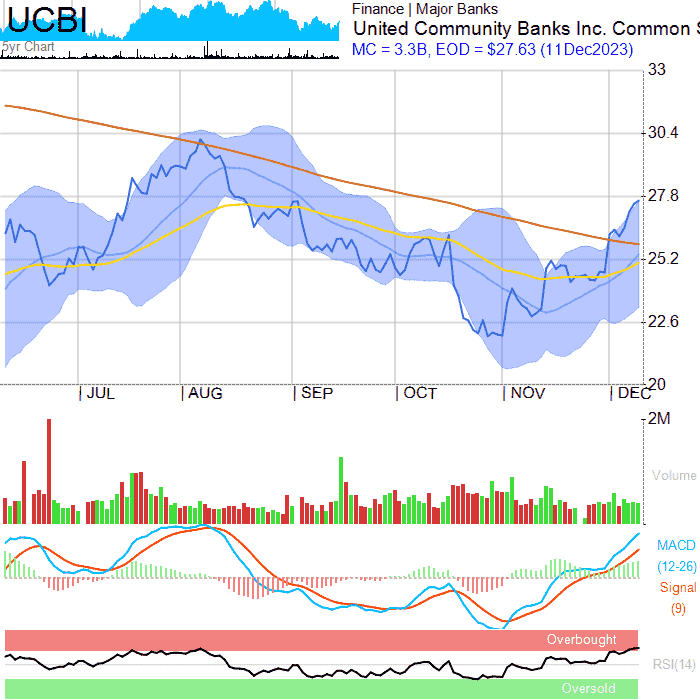 UCBI
5yr Chart
Finance | Major Banks
United Community Banks Inc. Common S
MC = 3.3B, EOD = $27.63 (11Dec2023)
33
30.4
27.8
25.2
22.6
20
JUL AUG SEP OCT NOV DEC
2M
Volume
MACD
(12-26)
Signal
(9)
Overbought
RSI(14)
Oversold